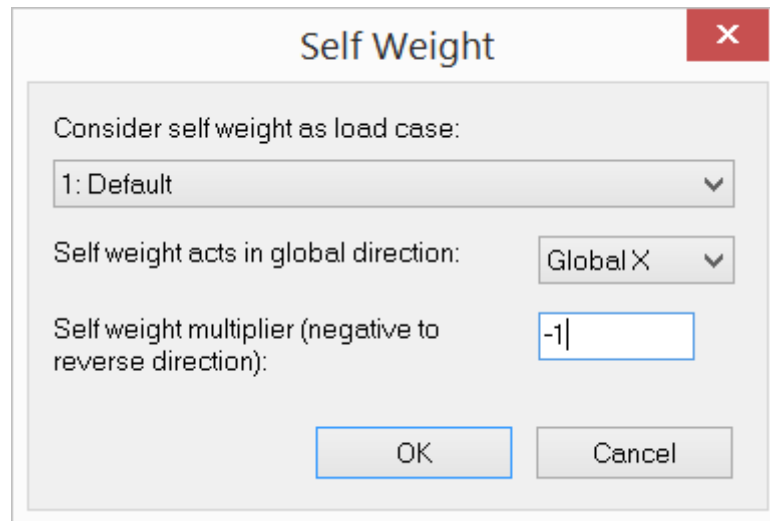 Self Weight
Consider self weight as load case:
1: Default
Self weight acts in global direction:
Global X
Self weight multiplier (negative to
reverse direction):
-1
OK
Cancel